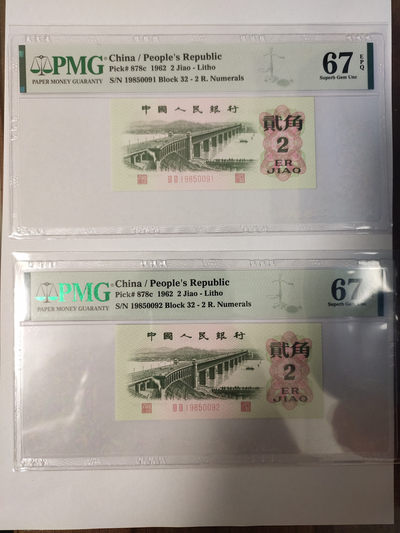 PMG
PAPER MONEY GUARANTY
China / People's Republic
Pick# 878c 1962 2 Jiao - Litho
S/N 19850091 Block 32 - 2 R. Numerals
67 EPQ
Superb Gem Unc
中國人民銀行
貳角
2
ER
JIAO
19850091
PMG
PAPER MONEY GUARANTY
China / People's Republic
Pick# 878c 1962 2 Jiao - Litho
S/N 19850092 Block 32 - 2 R. Numerals
67
Superb Gem Unc
中國人民銀行
貳角
2
ER
JIAO
19850092